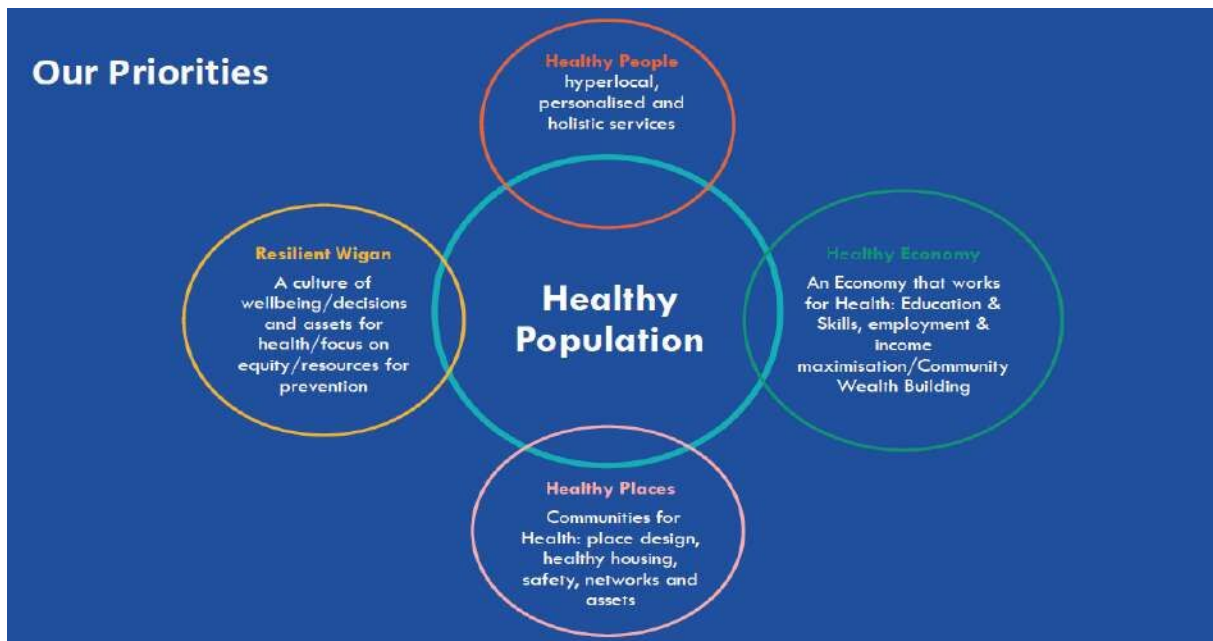 Our Priorities
Healthy People
hyperlocal,
personalised and
holistic services
Resilient Wigan
A culture of
wellbeing/decisions
and assets for
health/focus on
equity/resources for
prevention
Healthy
Population
Healthy Economy
An Economy that works
for Health: Education &
Skills, employment &
income
maximisation/Community
Wealth Building
Healthy Places
Communities for
Health: place design,
healthy housing,
safety, networks and
assets